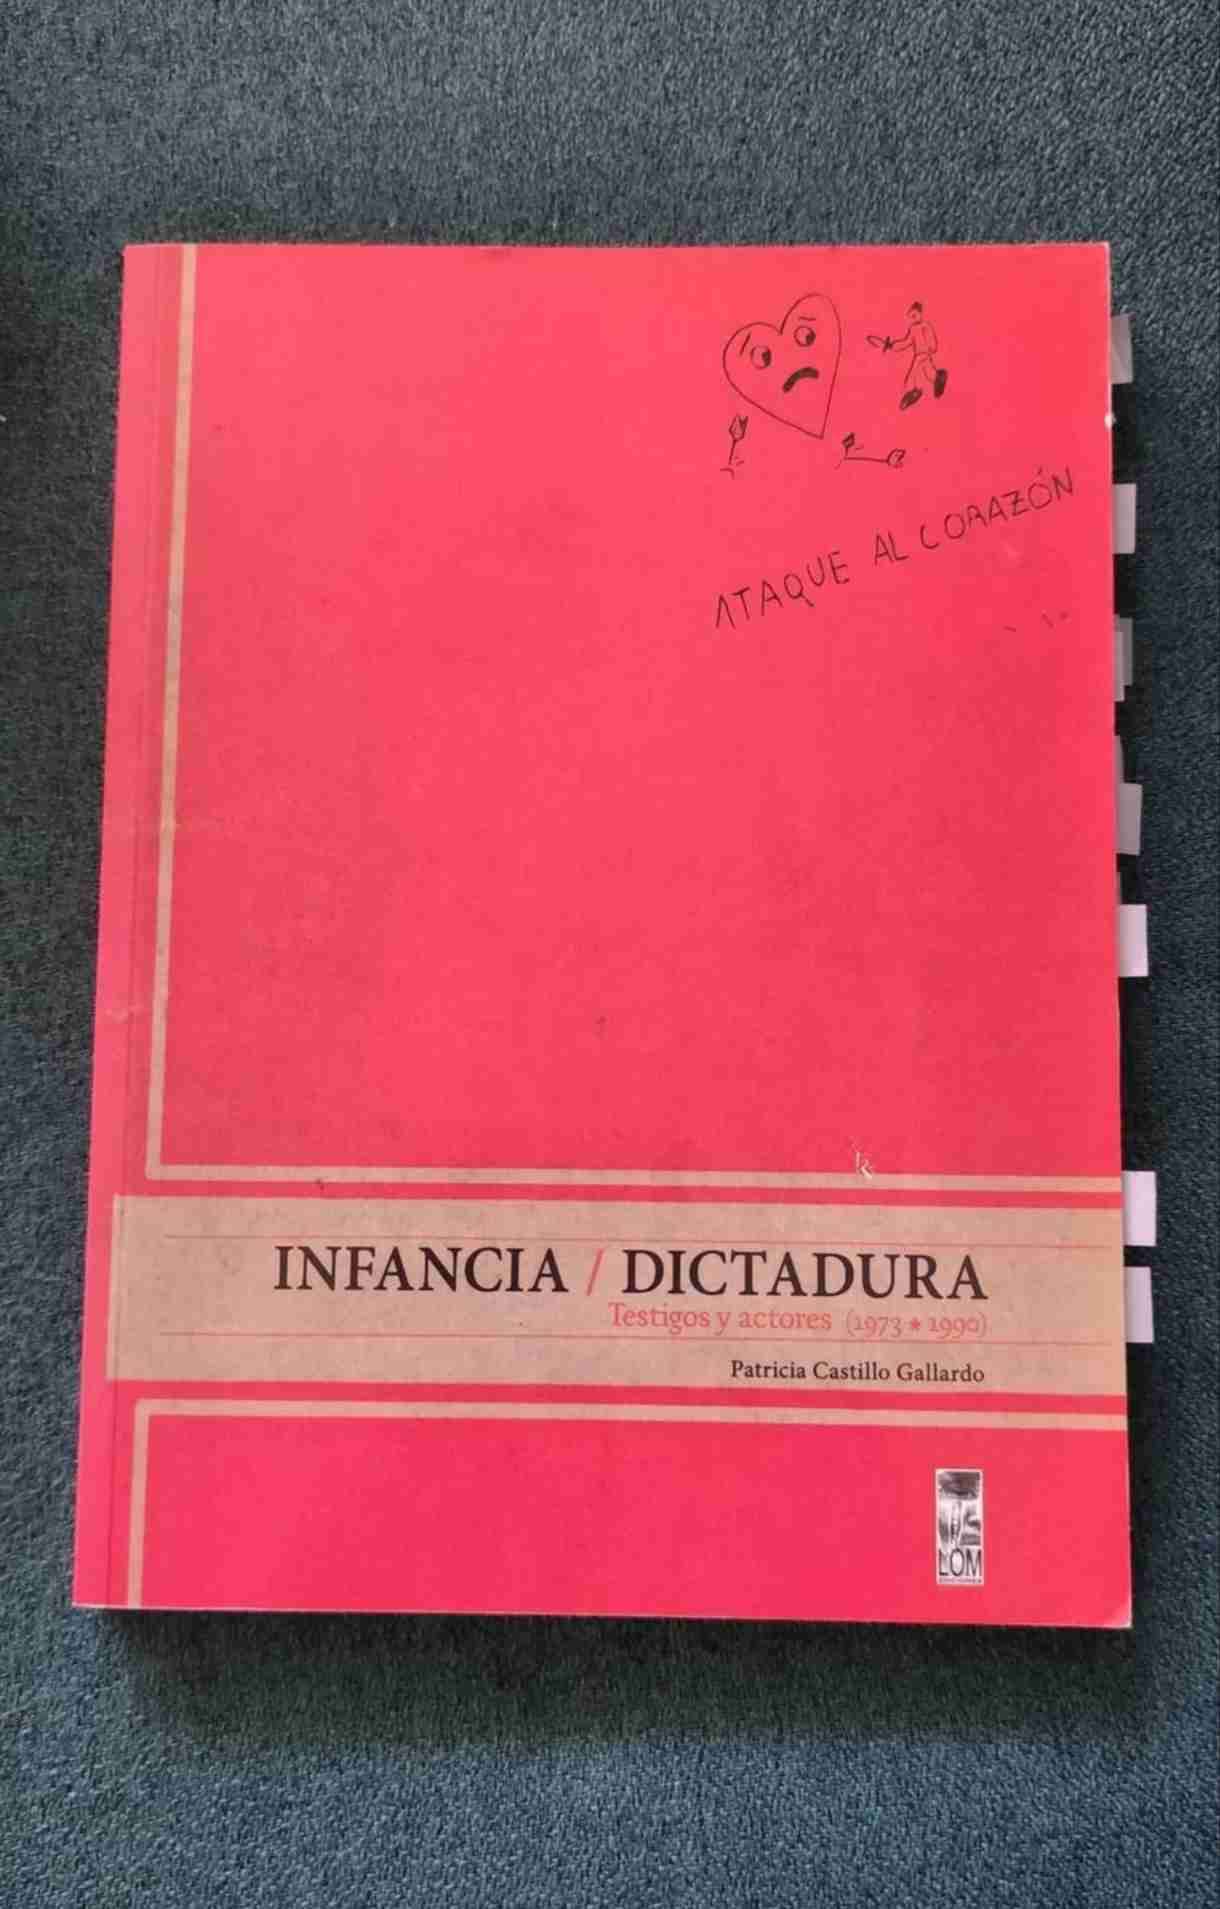 ATAQUE AL CORAZÓN
INFANCIA / DICTADURA
Testigos y actores (1973 ★ 1990)
Patricia Castillo Gallardo
LOM